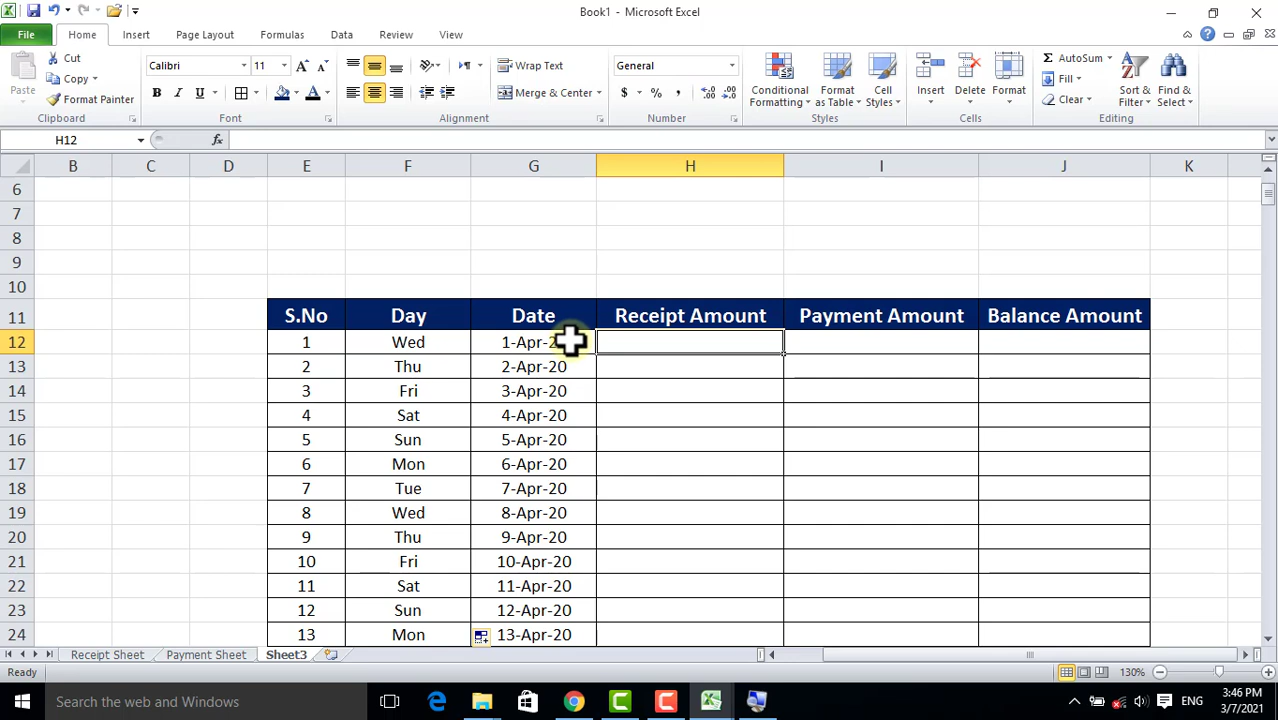 Book1 - Microsoft Excel
File Home Insert Page Layout Formulas Data Review View
Cut
Copy
Paste
Format Painter
Clipboard
Calibri 11
B I U
Font
Wrap Text
Merge & Center
Alignment
General
$ % ,
Number
Conditional Formatting
Format as Table
Cell Styles
Styles
Insert Delete Format
Cells
Σ AutoSum
Fill
Clear
Sort & Filter
Find & Select
Editing
H12 fx
B C D E F G H I J K
6
7
8
9
10
11 S.No Day Date Receipt Amount Payment Amount Balance Amount
12 1 Wed 1-Apr-2
13 2 Thu 2-Apr-20
14 3 Fri 3-Apr-20
15 4 Sat 4-Apr-20
16 5 Sun 5-Apr-20
17 6 Mon 6-Apr-20
18 7 Tue 7-Apr-20
19 8 Wed 8-Apr-20
20 9 Thu 9-Apr-20
21 10 Fri 10-Apr-20
22 11 Sat 11-Apr-20
23 12 Sun 12-Apr-20
24 13 Mon 13-Apr-20
Receipt Sheet Payment Sheet Sheet3
Ready 130%
Search the web and Windows
ENG
3:46 PM
3/7/2021